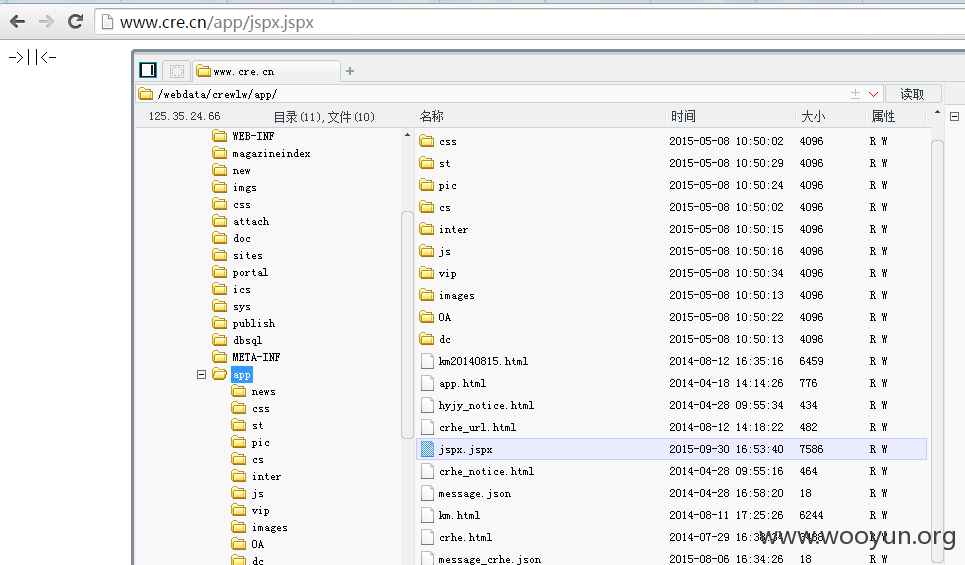 www.cre.cn/app/jspx.jspx
->||<-
www.cre.cn
/webdata/crewlw/app/ 读取
125.35.24.66 目录(11),文件(10) 名称 时间 大小 属性
WEB-INF
magazineindex
new
imgs
css
attach
doc
sites
portal
ics
sys
publish
dbsql
META-INF
app
news
css
st
pic
cs
inter
js
vip
images
OA
dc
css 2015-05-08 10:50:02 4096 R W
st 2015-05-08 10:50:29 4096 R W
pic 2015-05-08 10:50:24 4096 R W
cs 2015-05-08 10:50:02 4096 R W
inter 2015-05-08 10:50:15 4096 R W
js 2015-05-08 10:50:16 4096 R W
vip 2015-05-08 10:50:34 4096 R W
images 2015-05-08 10:50:13 4096 R W
OA 2015-05-08 10:50:22 4096 R W
dc 2015-05-08 10:50:13 4096 R W
km20140815.html 2014-08-12 16:35:16 6459 R W
app.html 2014-04-18 14:14:26 776 R W
hyjy_notice.html 2014-04-28 09:55:34 434 R W
crhe_url.html 2014-08-12 14:18:22 482 R W
jspx.jspx 2015-09-30 16:53:40 7586 R W
crhe_notice.html 2014-04-28 09:55:16 464 R W
message.json 2014-04-28 16:58:20 18 R W
km.html 2014-08-11 17:25:26 6244 R W
crhe.html 2014-07-29 R W
message_crhe.json 2015-08-06 16:34:26 18 R W
www.wooyun.org